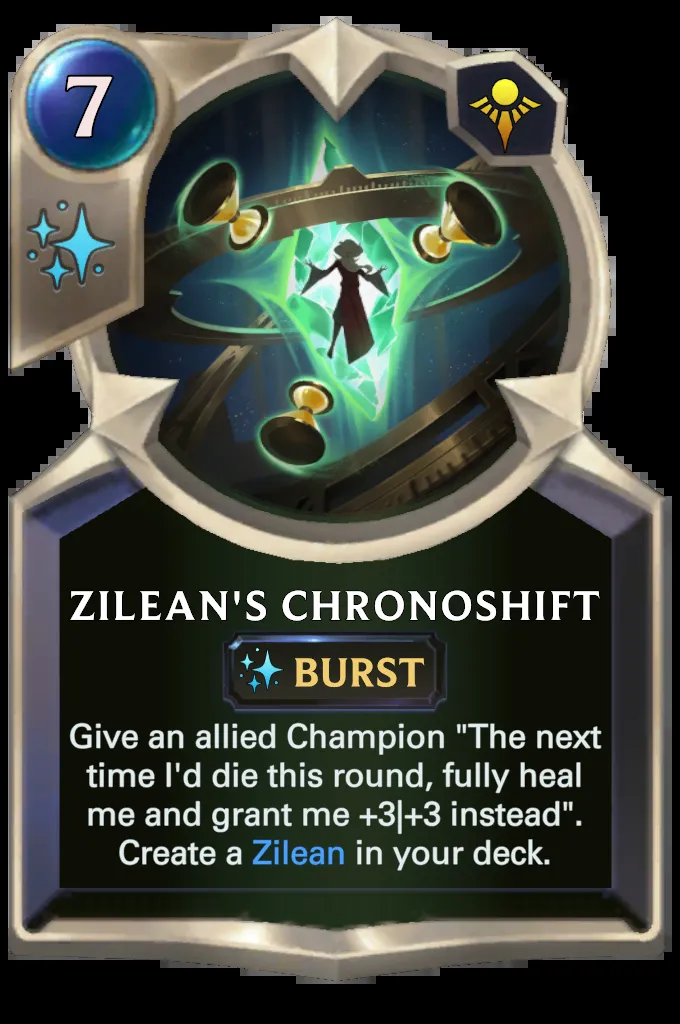 7
ZILEAN'S CHRONOSHIFT
BURST
Give an allied Champion "The next
time I'd die this round, fully heal
me and grant me +3|+3 instead".
Create a Zilean in your deck.